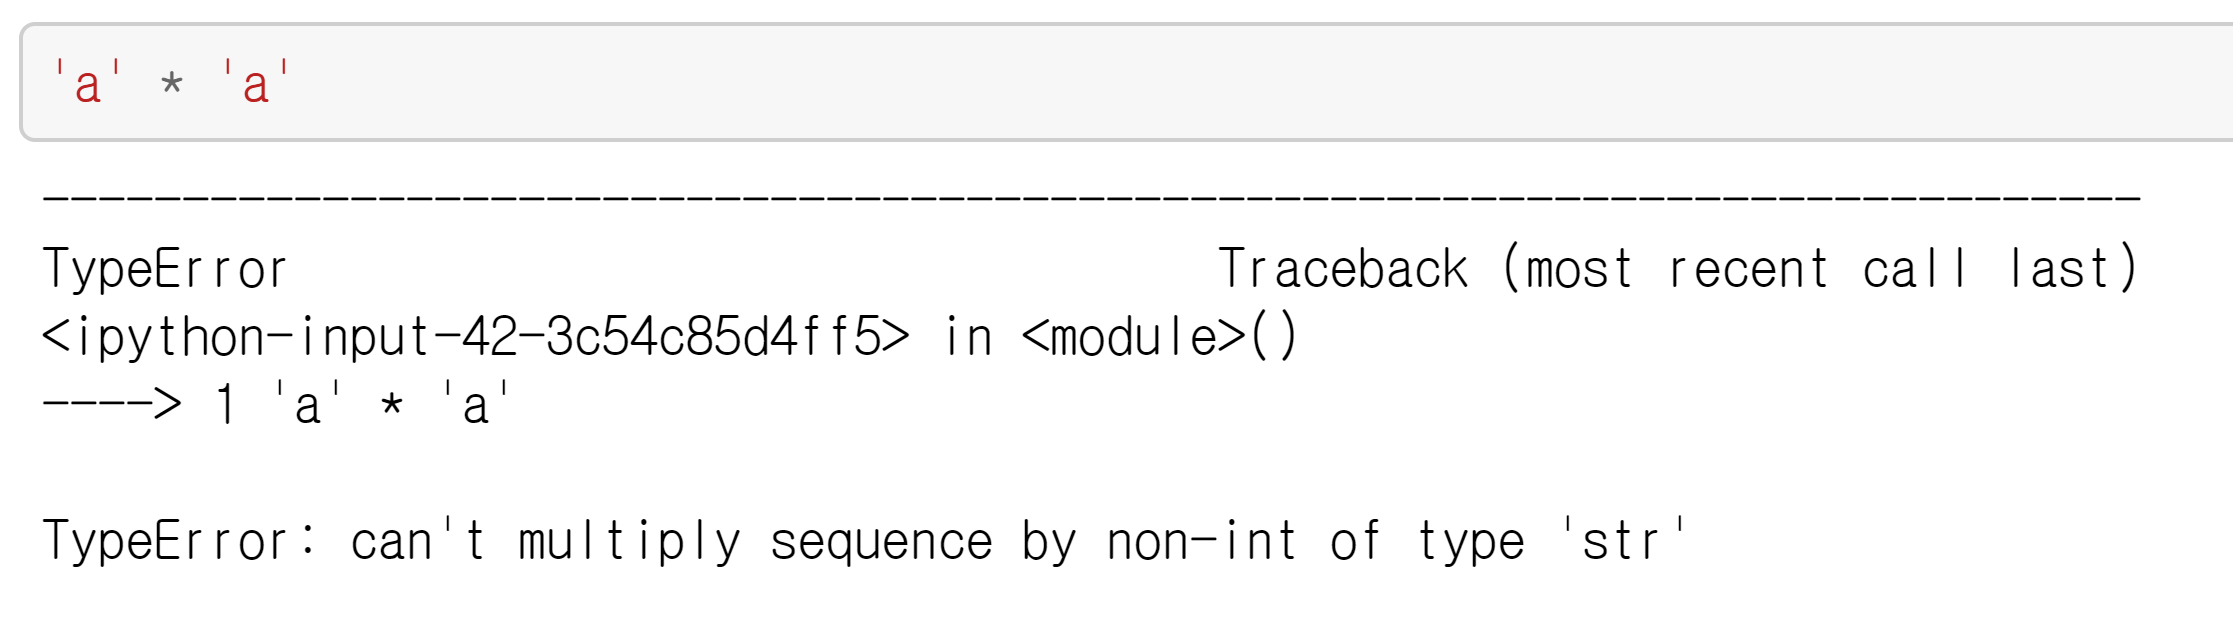 'a' * 'a'
---------------------------------------------------------------------------
TypeError                                 Traceback (most recent call last)
<ipython-input-42-3c54c85d4ff5> in <module>()
----> 1 'a' * 'a'
TypeError: can't multiply sequence by non-int of type 'str'